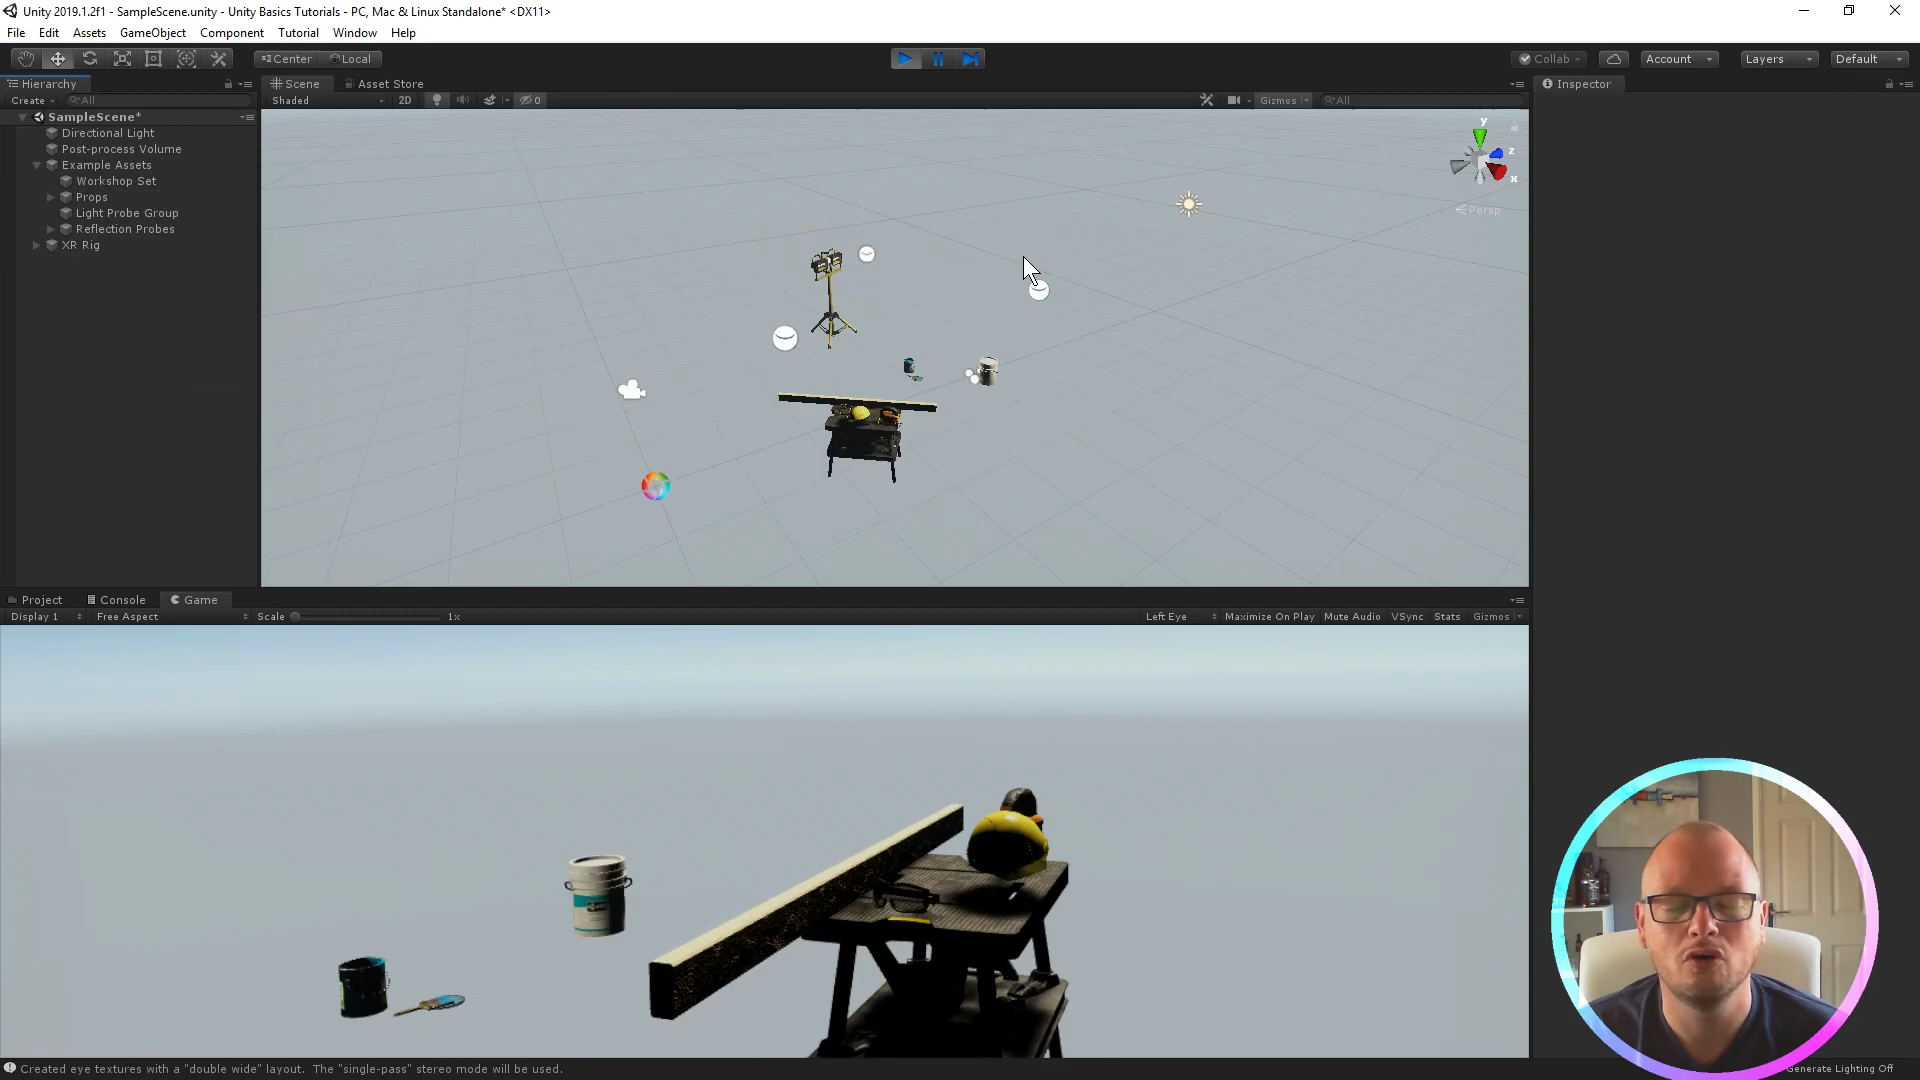 Unity 2019.1.2f1 - SampleScene.unity - Unity Basics Tutorials - PC, Mac & Linux Standalone* <DX11>
File Edit Assets GameObject Component Tutorial Window Help
Center Local Collab Account Layers Default
Hierarchy Scene Asset Store Inspector
Create All Shaded 2D 0 Gizmos All
SampleScene*
Directional Light
Post-process Volume
Example Assets
Workshop Set
Props
Light Probe Group
Reflection Probes
XR Rig
y
z
x
Persp
Project Console Game
Display 1 Free Aspect Scale 1x Left Eye Maximize On Play Mute Audio VSync Stats Gizmos
Created eye textures with a "double wide" layout. The "single-pass" stereo mode will be used.
Generate Lighting Off